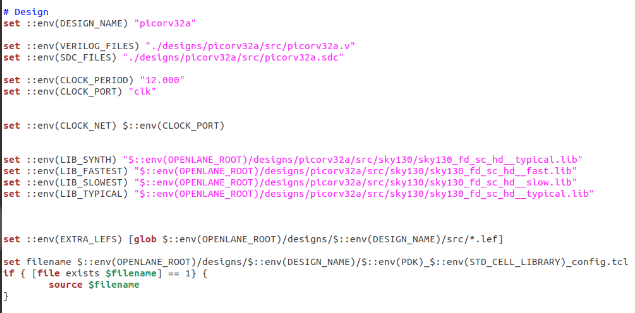 # Design
set ::env(DESIGN_NAME) "picorv32a"
set ::env(VERILOG_FILES) "./designs/picorv32a/src/picorv32a.v"
set ::env(SDC_FILES) "./designs/picorv32a/src/picorv32a.sdc"
set ::env(CLOCK_PERIOD) "12.000"
set ::env(CLOCK_PORT) "clk"
set ::env(CLOCK_NET) $::env(CLOCK_PORT)
set ::env(LIB_SYNTH) "$::env(OPENLANE_ROOT)/designs/picorv32a/src/sky130/sky130_fd_sc_hd__typical.lib"
set ::env(LIB_FASTEST) "$::env(OPENLANE_ROOT)/designs/picorv32a/src/sky130/sky130_fd_sc_hd__fast.lib"
set ::env(LIB_SLOWEST) "$::env(OPENLANE_ROOT)/designs/picorv32a/src/sky130/sky130_fd_sc_hd__slow.lib"
set ::env(LIB_TYPICAL) "$::env(OPENLANE_ROOT)/designs/picorv32a/src/sky130/sky130_fd_sc_hd__typical.lib"
set ::env(EXTRA_LEFS) [glob $::env(OPENLANE_ROOT)/designs/$::env(DESIGN_NAME)/src/*.lef]
set filename $::env(OPENLANE_ROOT)/designs/$::env(DESIGN_NAME)/$::env(PDK)_$::env(STD_CELL_LIBRARY)_config.tcl
if { [file exists $filename] == 1} {
        source $filename
}